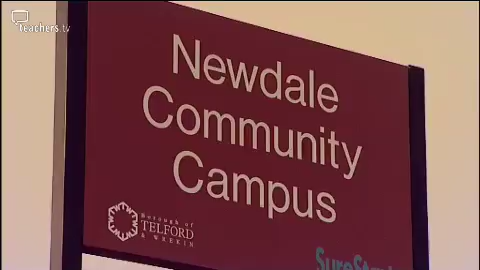 teachers.tv
Newdale
Community
Campus
Borough of
TELFORD
& WREKIN